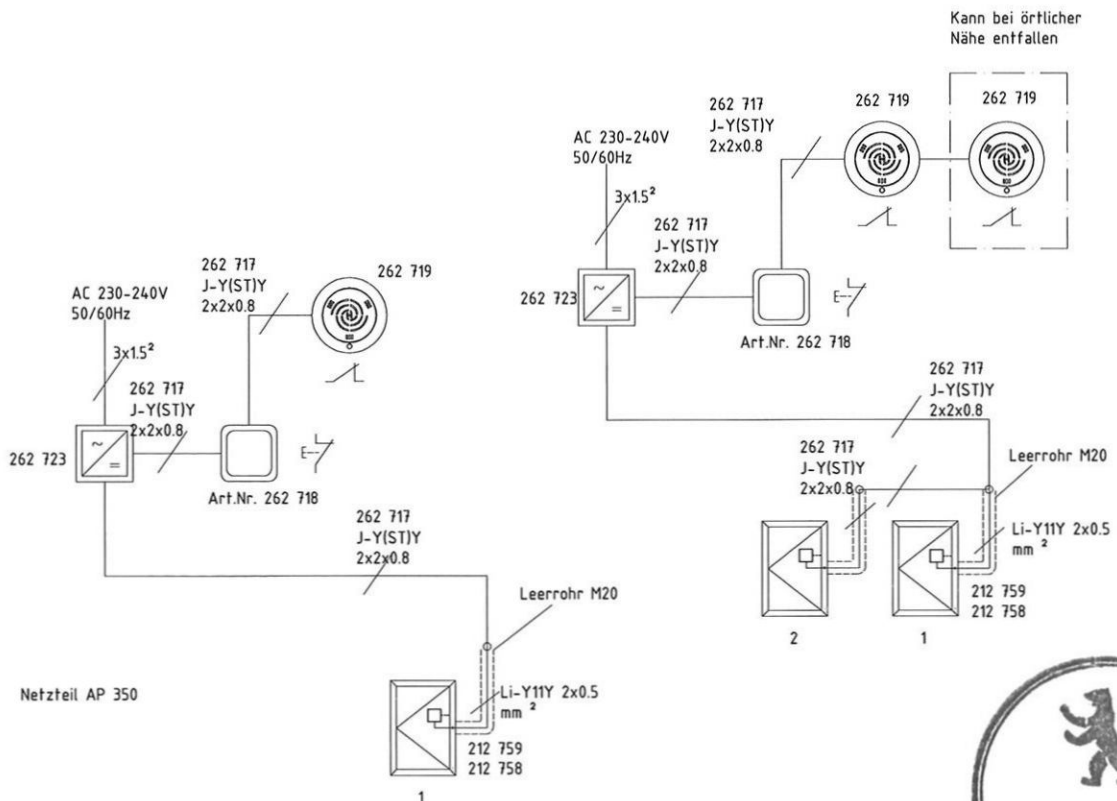 Kann bei örtlicher
Nähe entfallen
262 717
J-Y(ST)Y
2x2x0.8
262 719
262 719
AC 230-240V
50/60Hz
3x1.5²
262 717
J-Y(ST)Y
2x2x0.8
262 723
E
Art.Nr. 262 718
262 717
J-Y(ST)Y
2x2x0.8
262 717
J-Y(ST)Y
2x2x0.8
Leerrohr M20
Li-Y11Y 2x0.5
mm ²
212 759
212 758
2
1
262 717
J-Y(ST)Y
2x2x0.8
262 719
AC 230-240V
50/60Hz
3x1.5²
262 717
J-Y(ST)Y
2x2x0.8
262 723
E
Art.Nr. 262 718
262 717
J-Y(ST)Y
2x2x0.8
Leerrohr M20
Li-Y11Y 2x0.5
mm ²
212 759
212 758
1
Netzteil AP 350